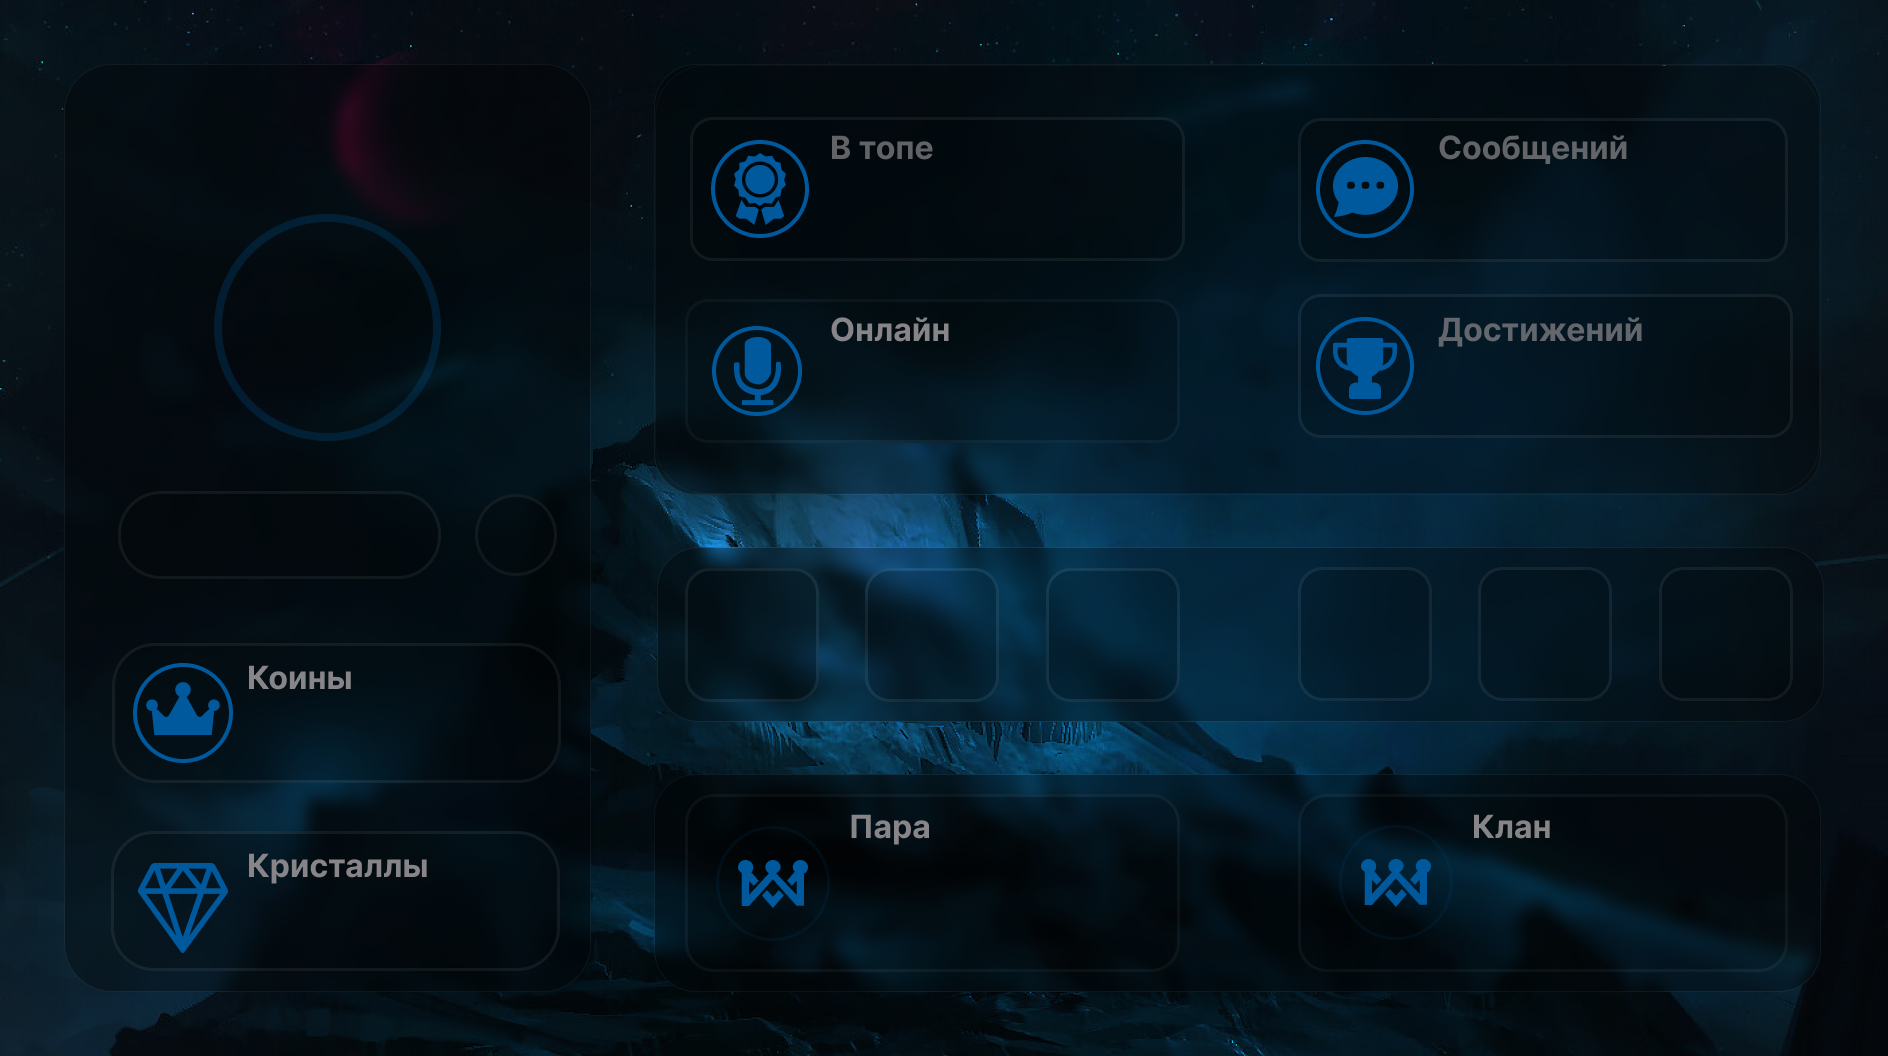 В топе
Сообщений
Онлайн
Достижений
Коины
Кристаллы
Пара
Клан